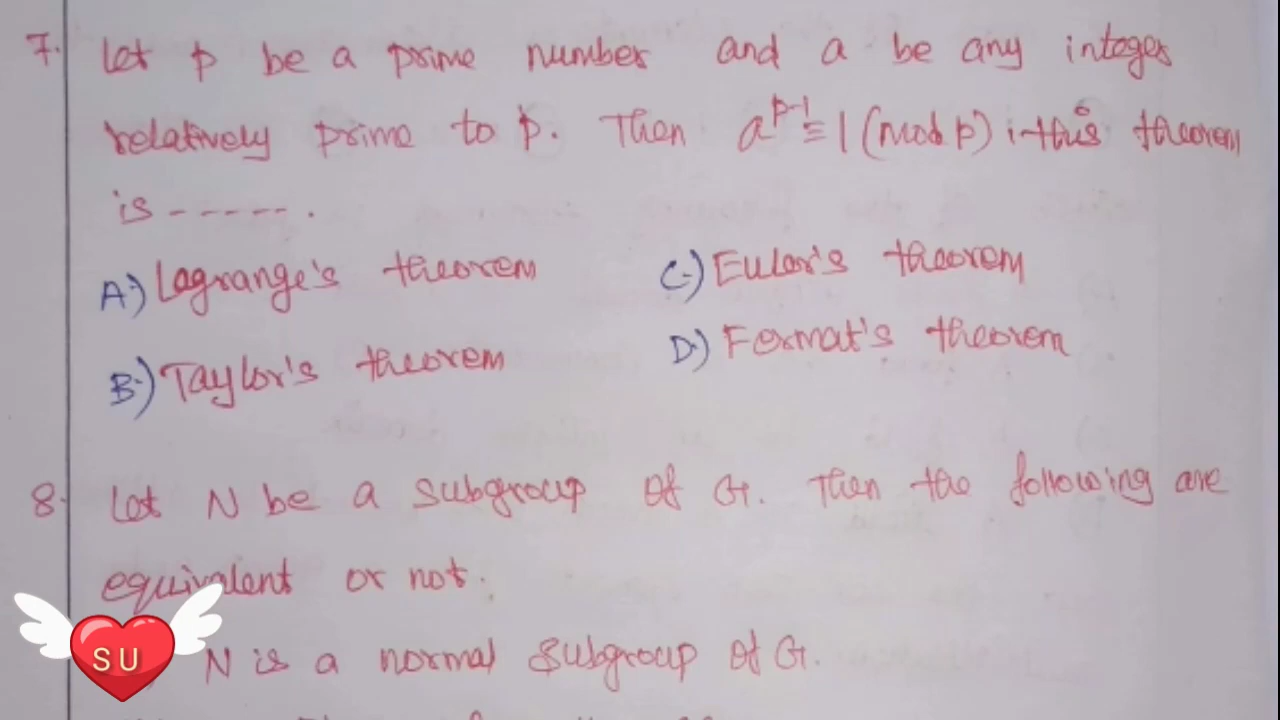 7. Let p be a prime number and a be any integer
relatively prime to p. Then a^p-1 ≡ 1 (mod p) this theorem
is ------.
A.) Lagrange's theorem C.) Eular's theorem
B.) Taylor's theorem D.) Fermat's theorem
8. Let N be a subgroup of G. Then the following are
equivalent or not.
N is a normal subgroup of G.
SU